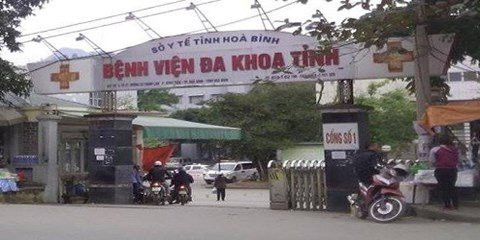 SỞ Y TẾ TỈNH HOÀ BÌNH
BỆNH VIỆN ĐA KHOA TỈNH
CỔNG SỐ 1